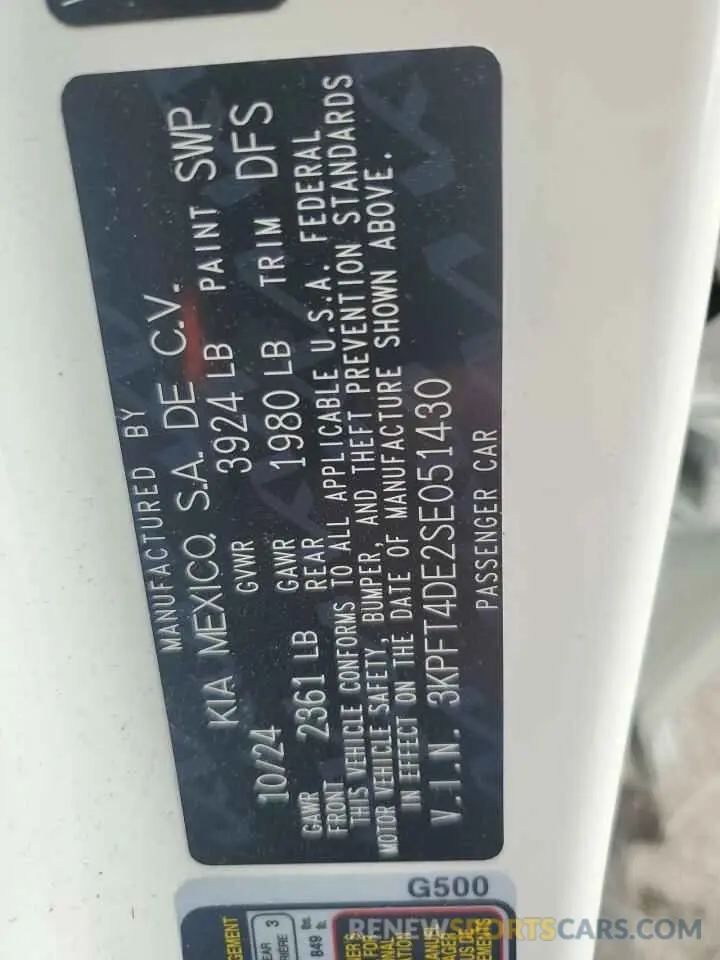 MANUFACTURED BY
KIA MEXICO, S.A. DE C.V.
10/24 GVWR 3924 LB PAINT SWP
GAWR FRONT 2361 LB GAWR REAR 1980 LB TRIM DFS
THIS VEHICLE CONFORMS TO ALL APPLICABLE U.S.A. FEDERAL
MOTOR VEHICLE SAFETY, BUMPER, AND THEFT PREVENTION STANDARDS
IN EFFECT ON THE DATE OF MANUFACTURE SHOWN ABOVE.
V.I.N. 3KPFT4DE2SE051430
PASSENGER CAR
G500
3
849
RENEWSPORTSCARS.COM